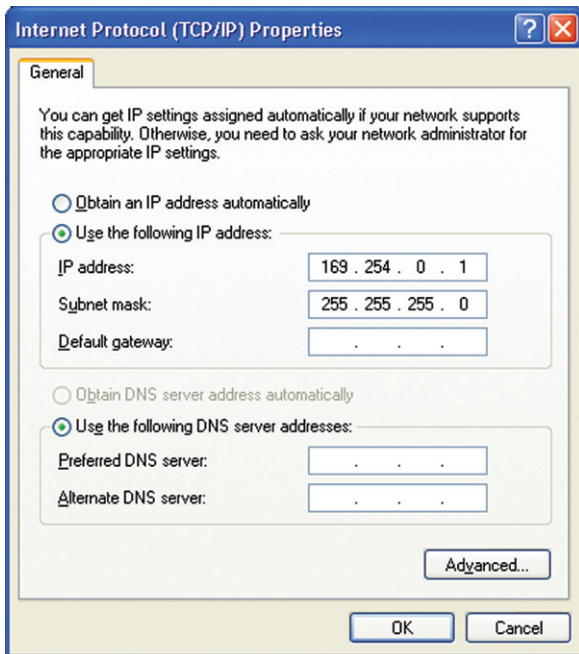 Internet Protocol (TCP/IP) Properties
General
You can get IP settings assigned automatically if your network supports
this capability. Otherwise, you need to ask your network administrator for
the appropriate IP settings.
Obtain an IP address automatically
Use the following IP address:
IP address: 169 . 254 . 0 . 1
Subnet mask: 255 . 255 . 255 . 0
Default gateway: . . .
Obtain DNS server address automatically
Use the following DNS server addresses:
Preferred DNS server: . . .
Alternate DNS server: . . .
Advanced...
OK Cancel